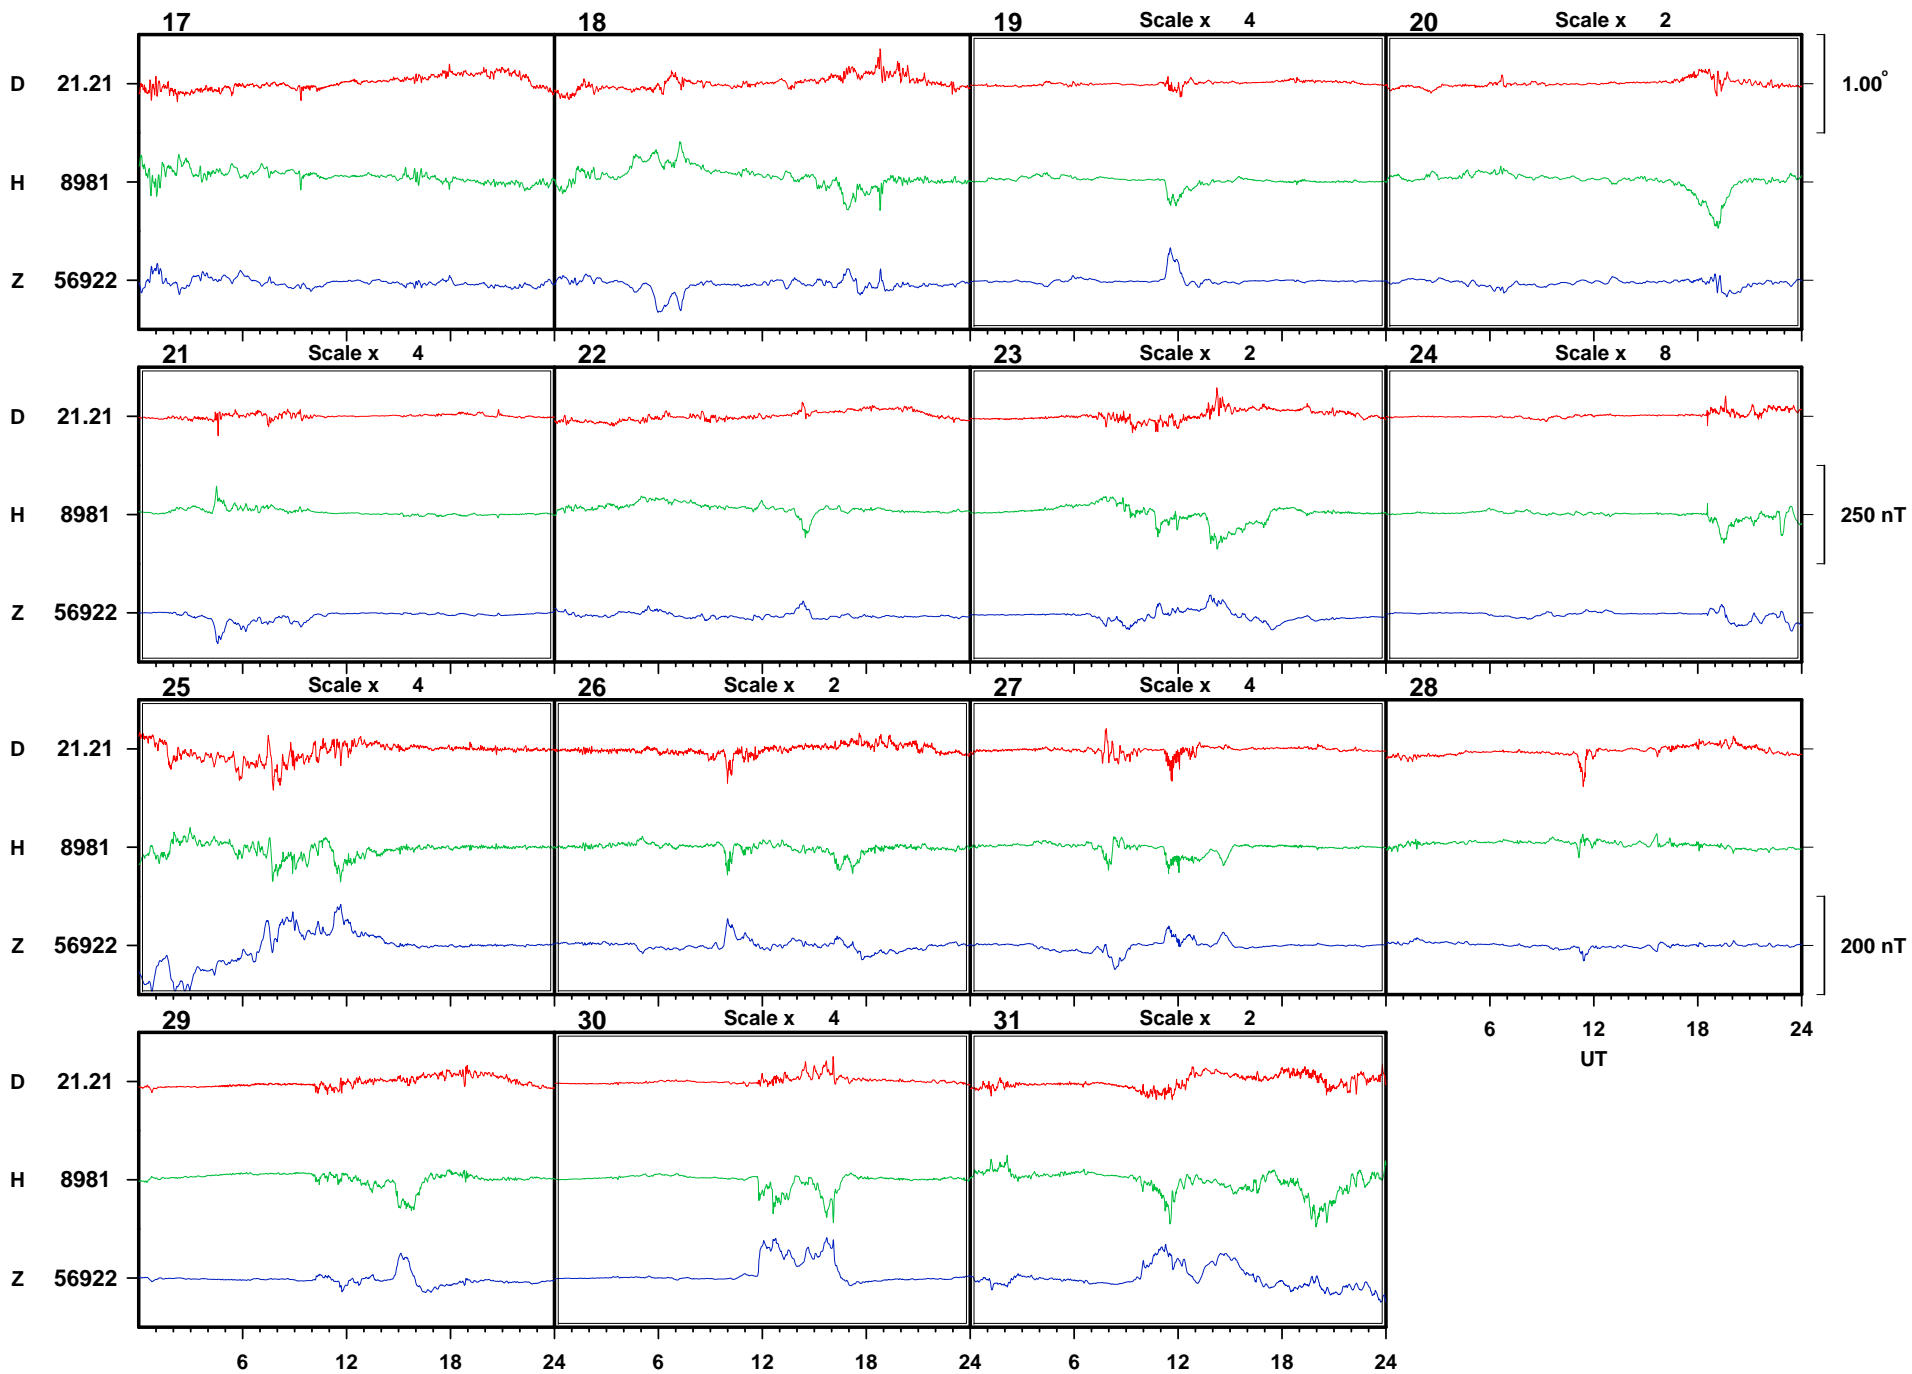 17 18 19 Scale x 4 20 Scale x 2
D 21.21 1.00°
H 8981
Z 56922
21 Scale x 4 22 23 Scale x 2 24 Scale x 8
D 21.21
H 8981 250 nT
Z 56922
25 Scale x 4 26 Scale x 2 27 Scale x 4 28
D 21.21
H 8981
Z 56922 200 nT
29 30 Scale x 4 31 Scale x 2 6 12 18 24
UT
D 21.21
H 8981
Z 56922
6 12 18 24 6 12 18 24 6 12 18 24